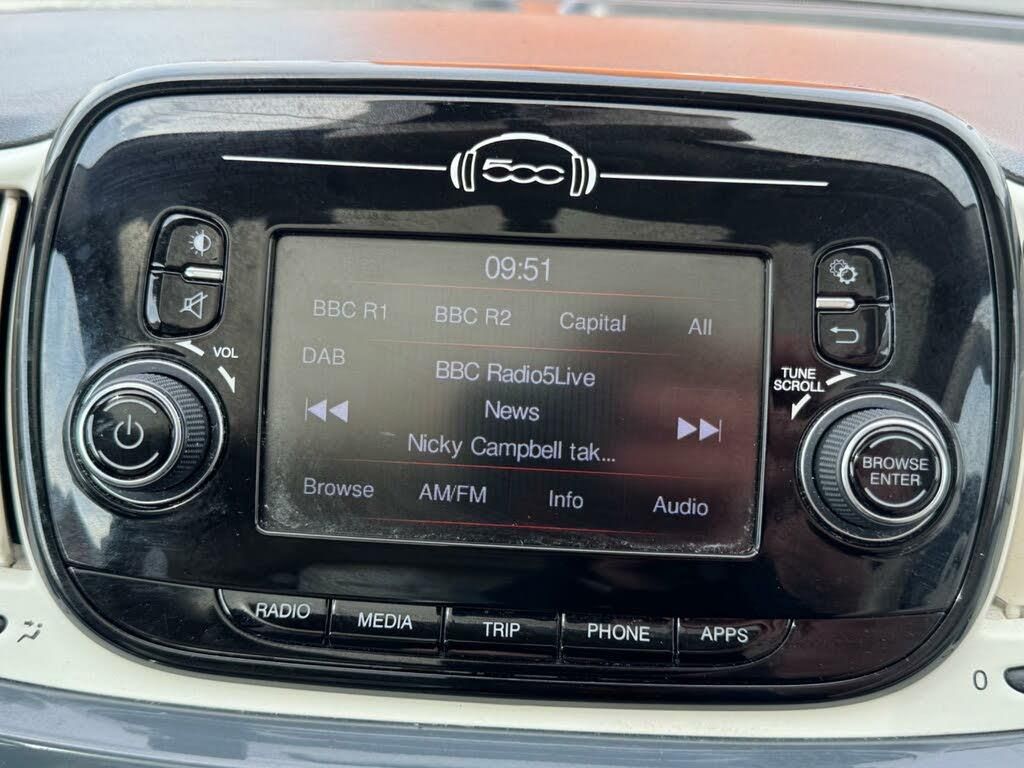 500
09:51
BBC R1 BBC R2 Capital All
DAB
BBC Radio5Live
News
Nicky Campbell tak...
Browse AM/FM Info Audio
VOL
TUNE
SCROLL
BROWSE
ENTER
RADIO MEDIA TRIP PHONE APPS
0